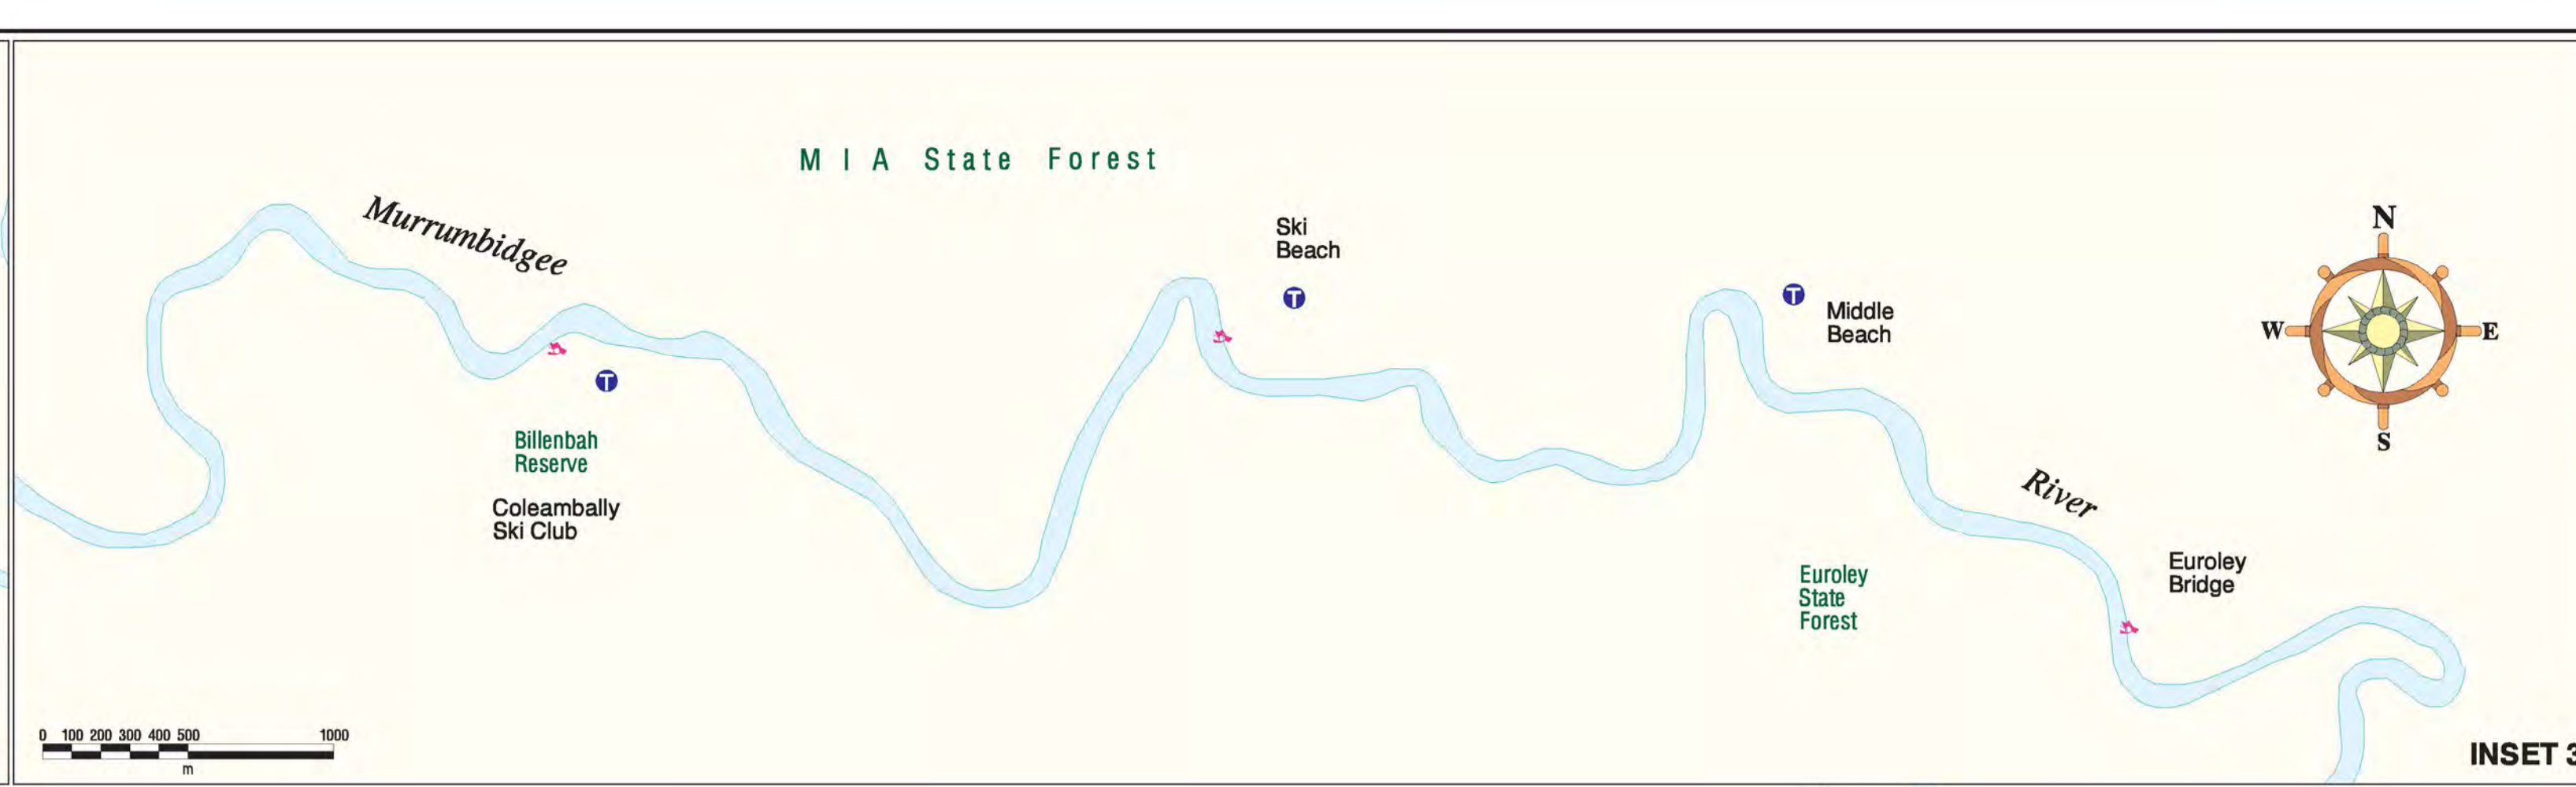 M I A State Forest
Murrumbidgee
Ski
Beach
T
T
Middle
Beach
N
W
E
S
T
Billenbah
Reserve
Coleambally
Ski Club
River
Euroley
Bridge
Euroley
State
Forest
0 100 200 300 400 500 1000
m
INSET 3